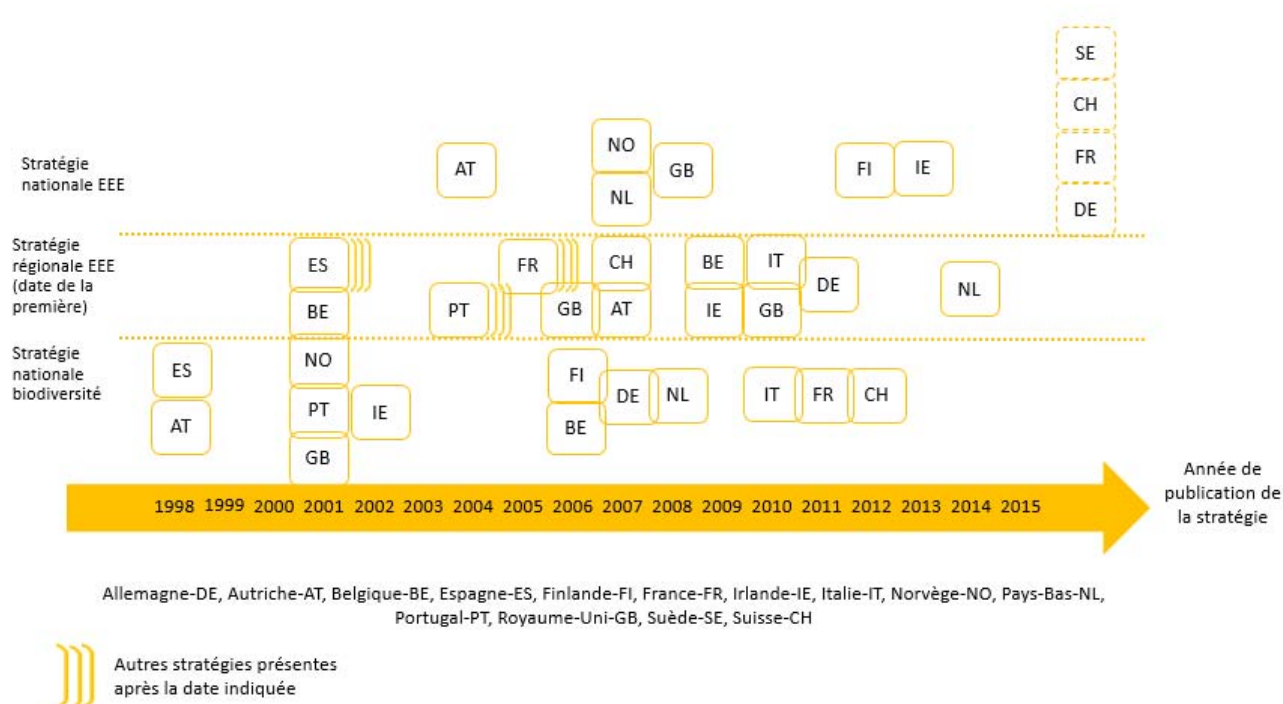 SE
CH
FR
DE
Stratégie
nationale EEE
AT
NO
NL
GB
FI
IE
Stratégie
régionale EEE
(date de la
première)
ES
BE
PT
FR
GB
CH
AT
BE
IE
IT
GB
DE
NL
Stratégie
nationale
biodiversité
ES
AT
NO
PT
GB
IE
FI
BE
DE
NL
IT
FR
CH
1998 1999 2000 2001 2002 2003 2004 2005 2006 2007 2008 2009 2010 2011 2012 2013 2014 2015
Année de
publication de
la stratégie
Allemagne-DE, Autriche-AT, Belgique-BE, Espagne-ES, Finlande-FI, France-FR, Irlande-IE, Italie-IT, Norvège-NO, Pays-Bas-NL,
Portugal-PT, Royaume-Uni-GB, Suède-SE, Suisse-CH
Autres stratégies présentes
après la date indiquée